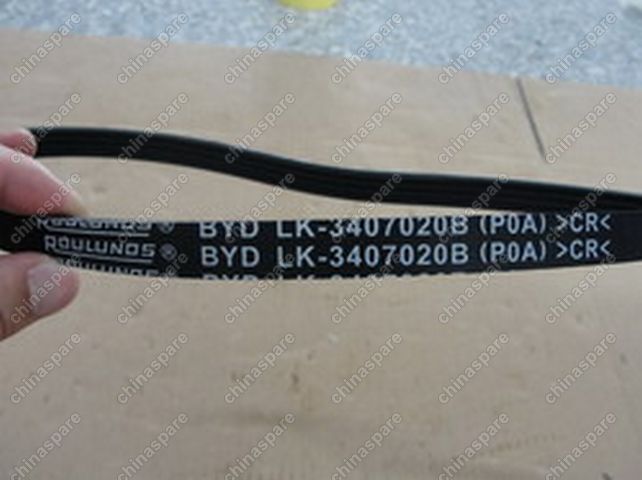 ROULUNDS ® BYD LK-3407020B (P0A) >CR<
ROULUNDS ® BYD LK-3407020B (P0A) >CR<
chinaspare